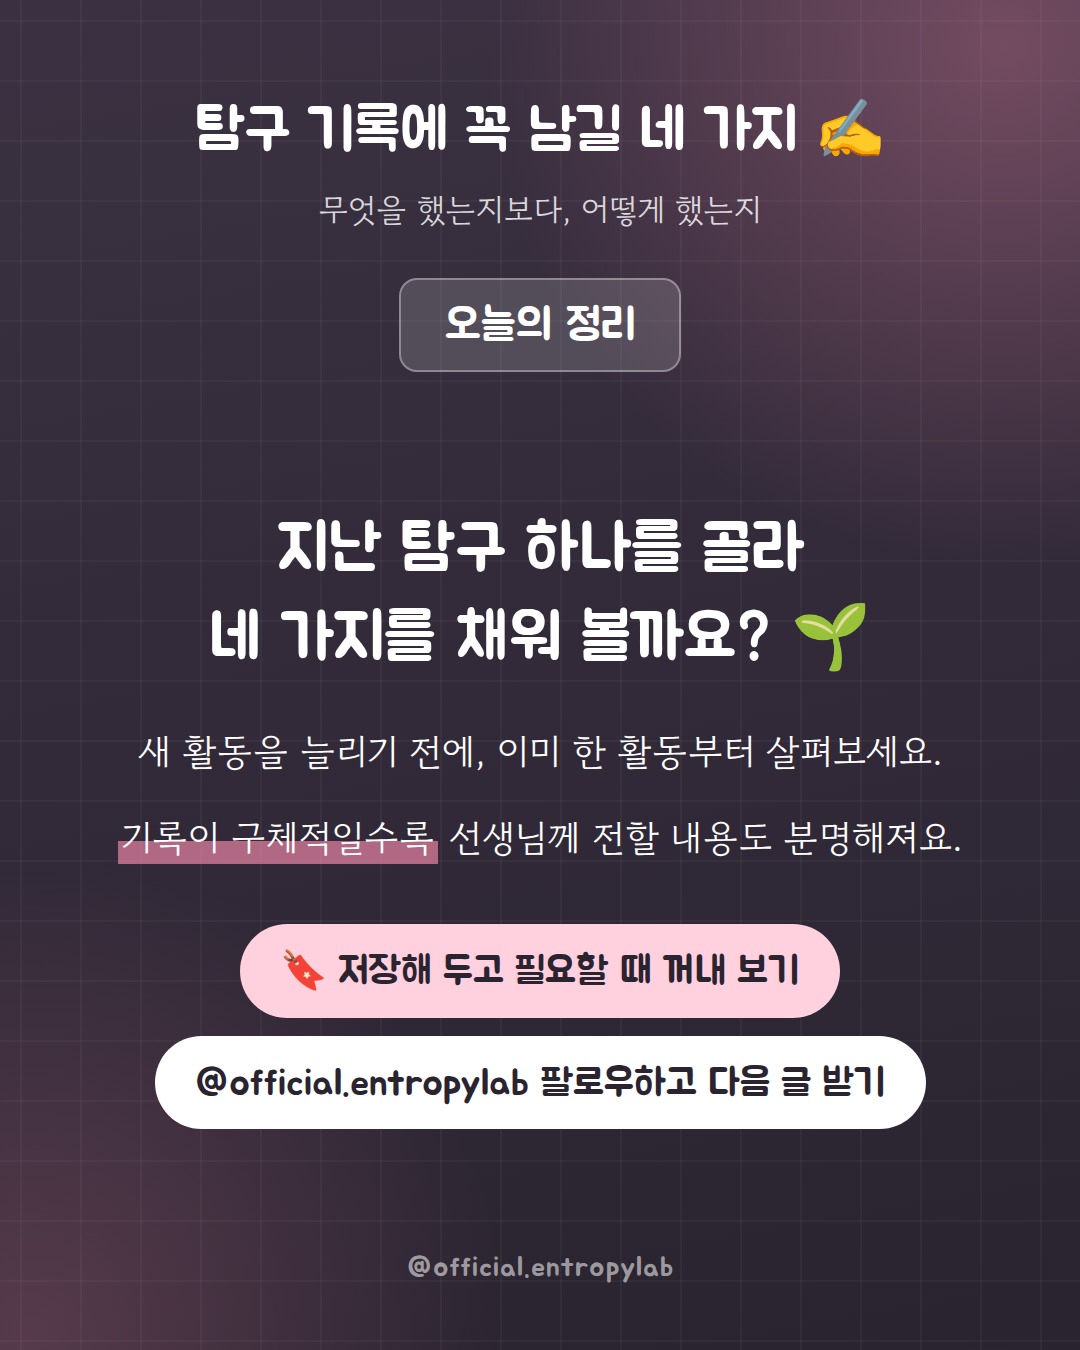 탐구 기록에 꼭 남길 네 가지 ✍️
무엇을 했는지보다, 어떻게 했는지
오늘의 정리
지난 탐구 하나를 골라
네 가지를 채워 볼까요? 🌱
새 활동을 늘리기 전에, 이미 한 활동부터 살펴보세요.
기록이 구체적일수록 선생님께 전할 내용도 분명해져요.
🔖 저장해 두고 필요할 때 꺼내 보기
@official.entropylab 팔로우하고 다음 글 받기
@official.entropylab